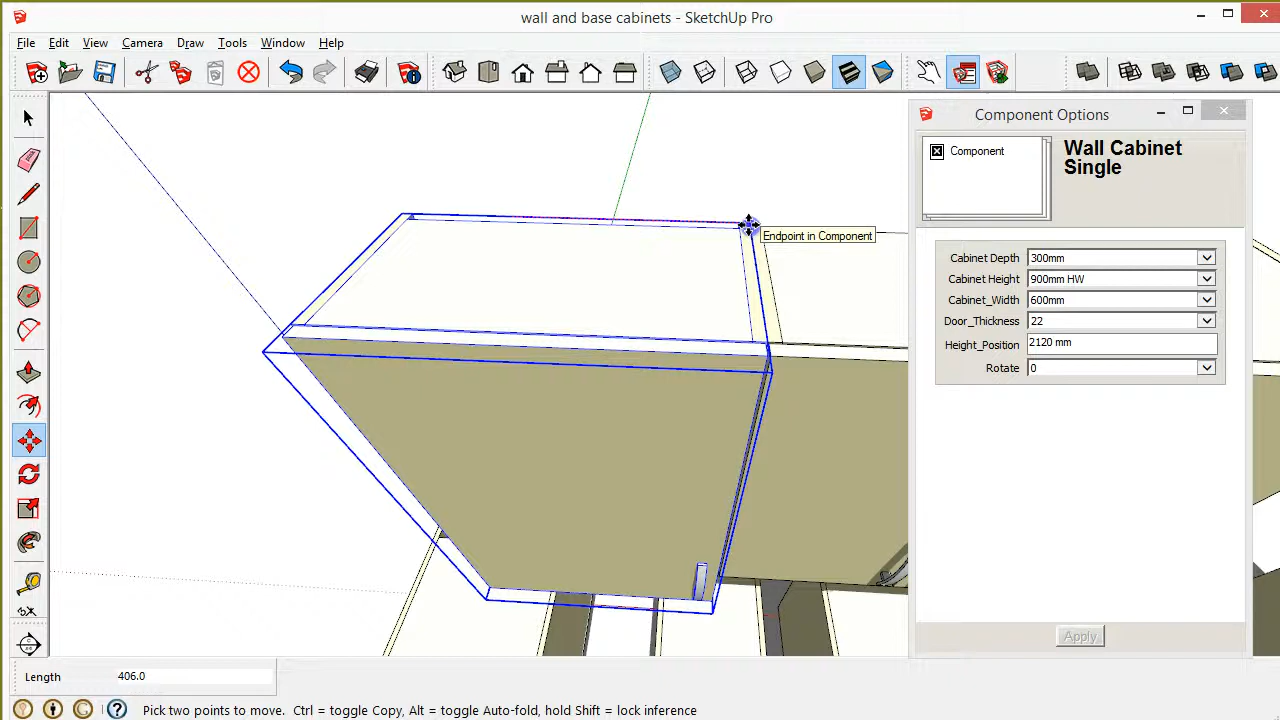 wall and base cabinets - SketchUp Pro
File Edit View Camera Draw Tools Window Help
Component Options
Component
Wall Cabinet
Single
Endpoint in Component
Cabinet Depth 300mm
Cabinet Height 900mm HW
Cabinet_Width 600mm
Door_Thickness 22
Height_Position 2120 mm
Rotate 0
Apply
Length 406.0
Pick two points to move. Ctrl = toggle Copy, Alt = toggle Auto-fold, hold Shift = lock inference